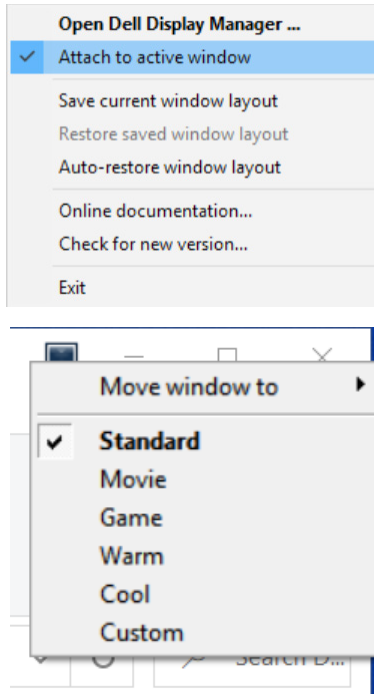 Open Dell Display Manager ...
Attach to active window
Save current window layout
Restore saved window layout
Auto-restore window layout
Online documentation...
Check for new version...
Exit
Move window to
Standard
Movie
Game
Warm
Cool
Custom
Search D...